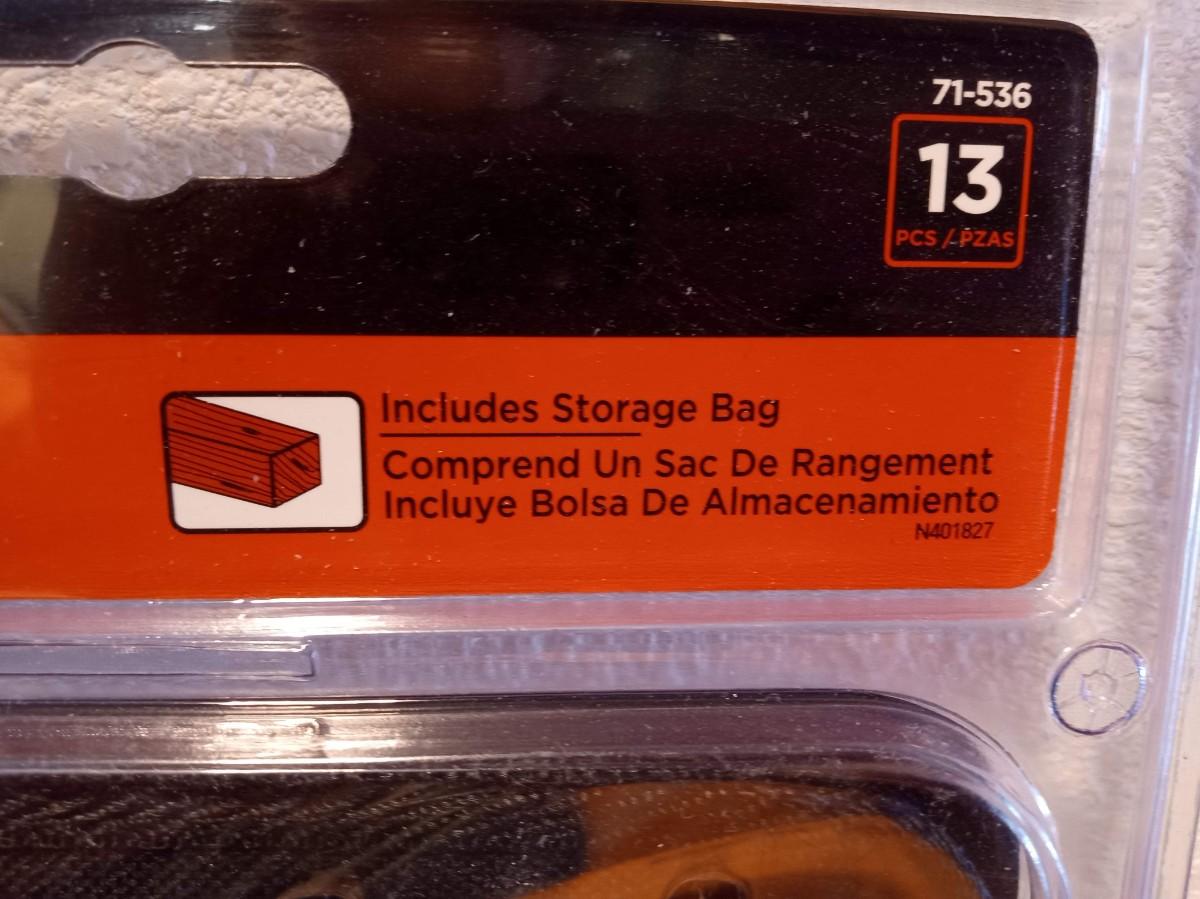 71-536
13
PCS / PZAS
Includes Storage Bag
Comprend Un Sac De Rangement
Incluye Bolsa De Almacenamiento
N401827